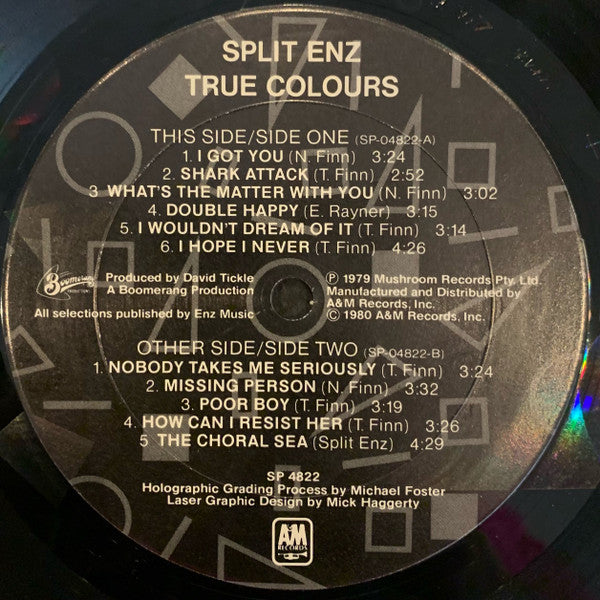 SPLIT ENZ
TRUE COLOURS
THIS SIDE/SIDE ONE (SP-04822-A)
1. I GOT YOU (N. Finn) 3:24
2. SHARK ATTACK (T. Finn) 2:52
3 WHAT'S THE MATTER WITH YOU (N. Finn) 3:02
4. DOUBLE HAPPY (E. Rayner) 3:15
5. I WOULDN'T DREAM OF IT (T. Finn) 3:14
6. I HOPE I NEVER (T. Finn) 4:26
Boomerang
PRODUCTIONS
Produced by David Tickle
A Boomerang Production
All selections published by Enz Music
℗ 1979 Mushroom Records Pty. Ltd.
Manufactured and Distributed by
A&M Records, Inc.
© 1980 A&M Records, Inc.
OTHER SIDE/SIDE TWO (SP-04822-B)
1. NOBODY TAKES ME SERIOUSLY (T. Finn) 3:24
2. MISSING PERSON (N. Finn) 3:32
3. POOR BOY (T. Finn) 3:19
4. HOW CAN I RESIST HER (T. Finn) 3:26
5 THE CHORAL SEA (Split Enz) 4:29
SP 4822
Holographic Grading Process by Michael Foster
Laser Graphic Design by Mick Haggerty
A&M
RECORDS